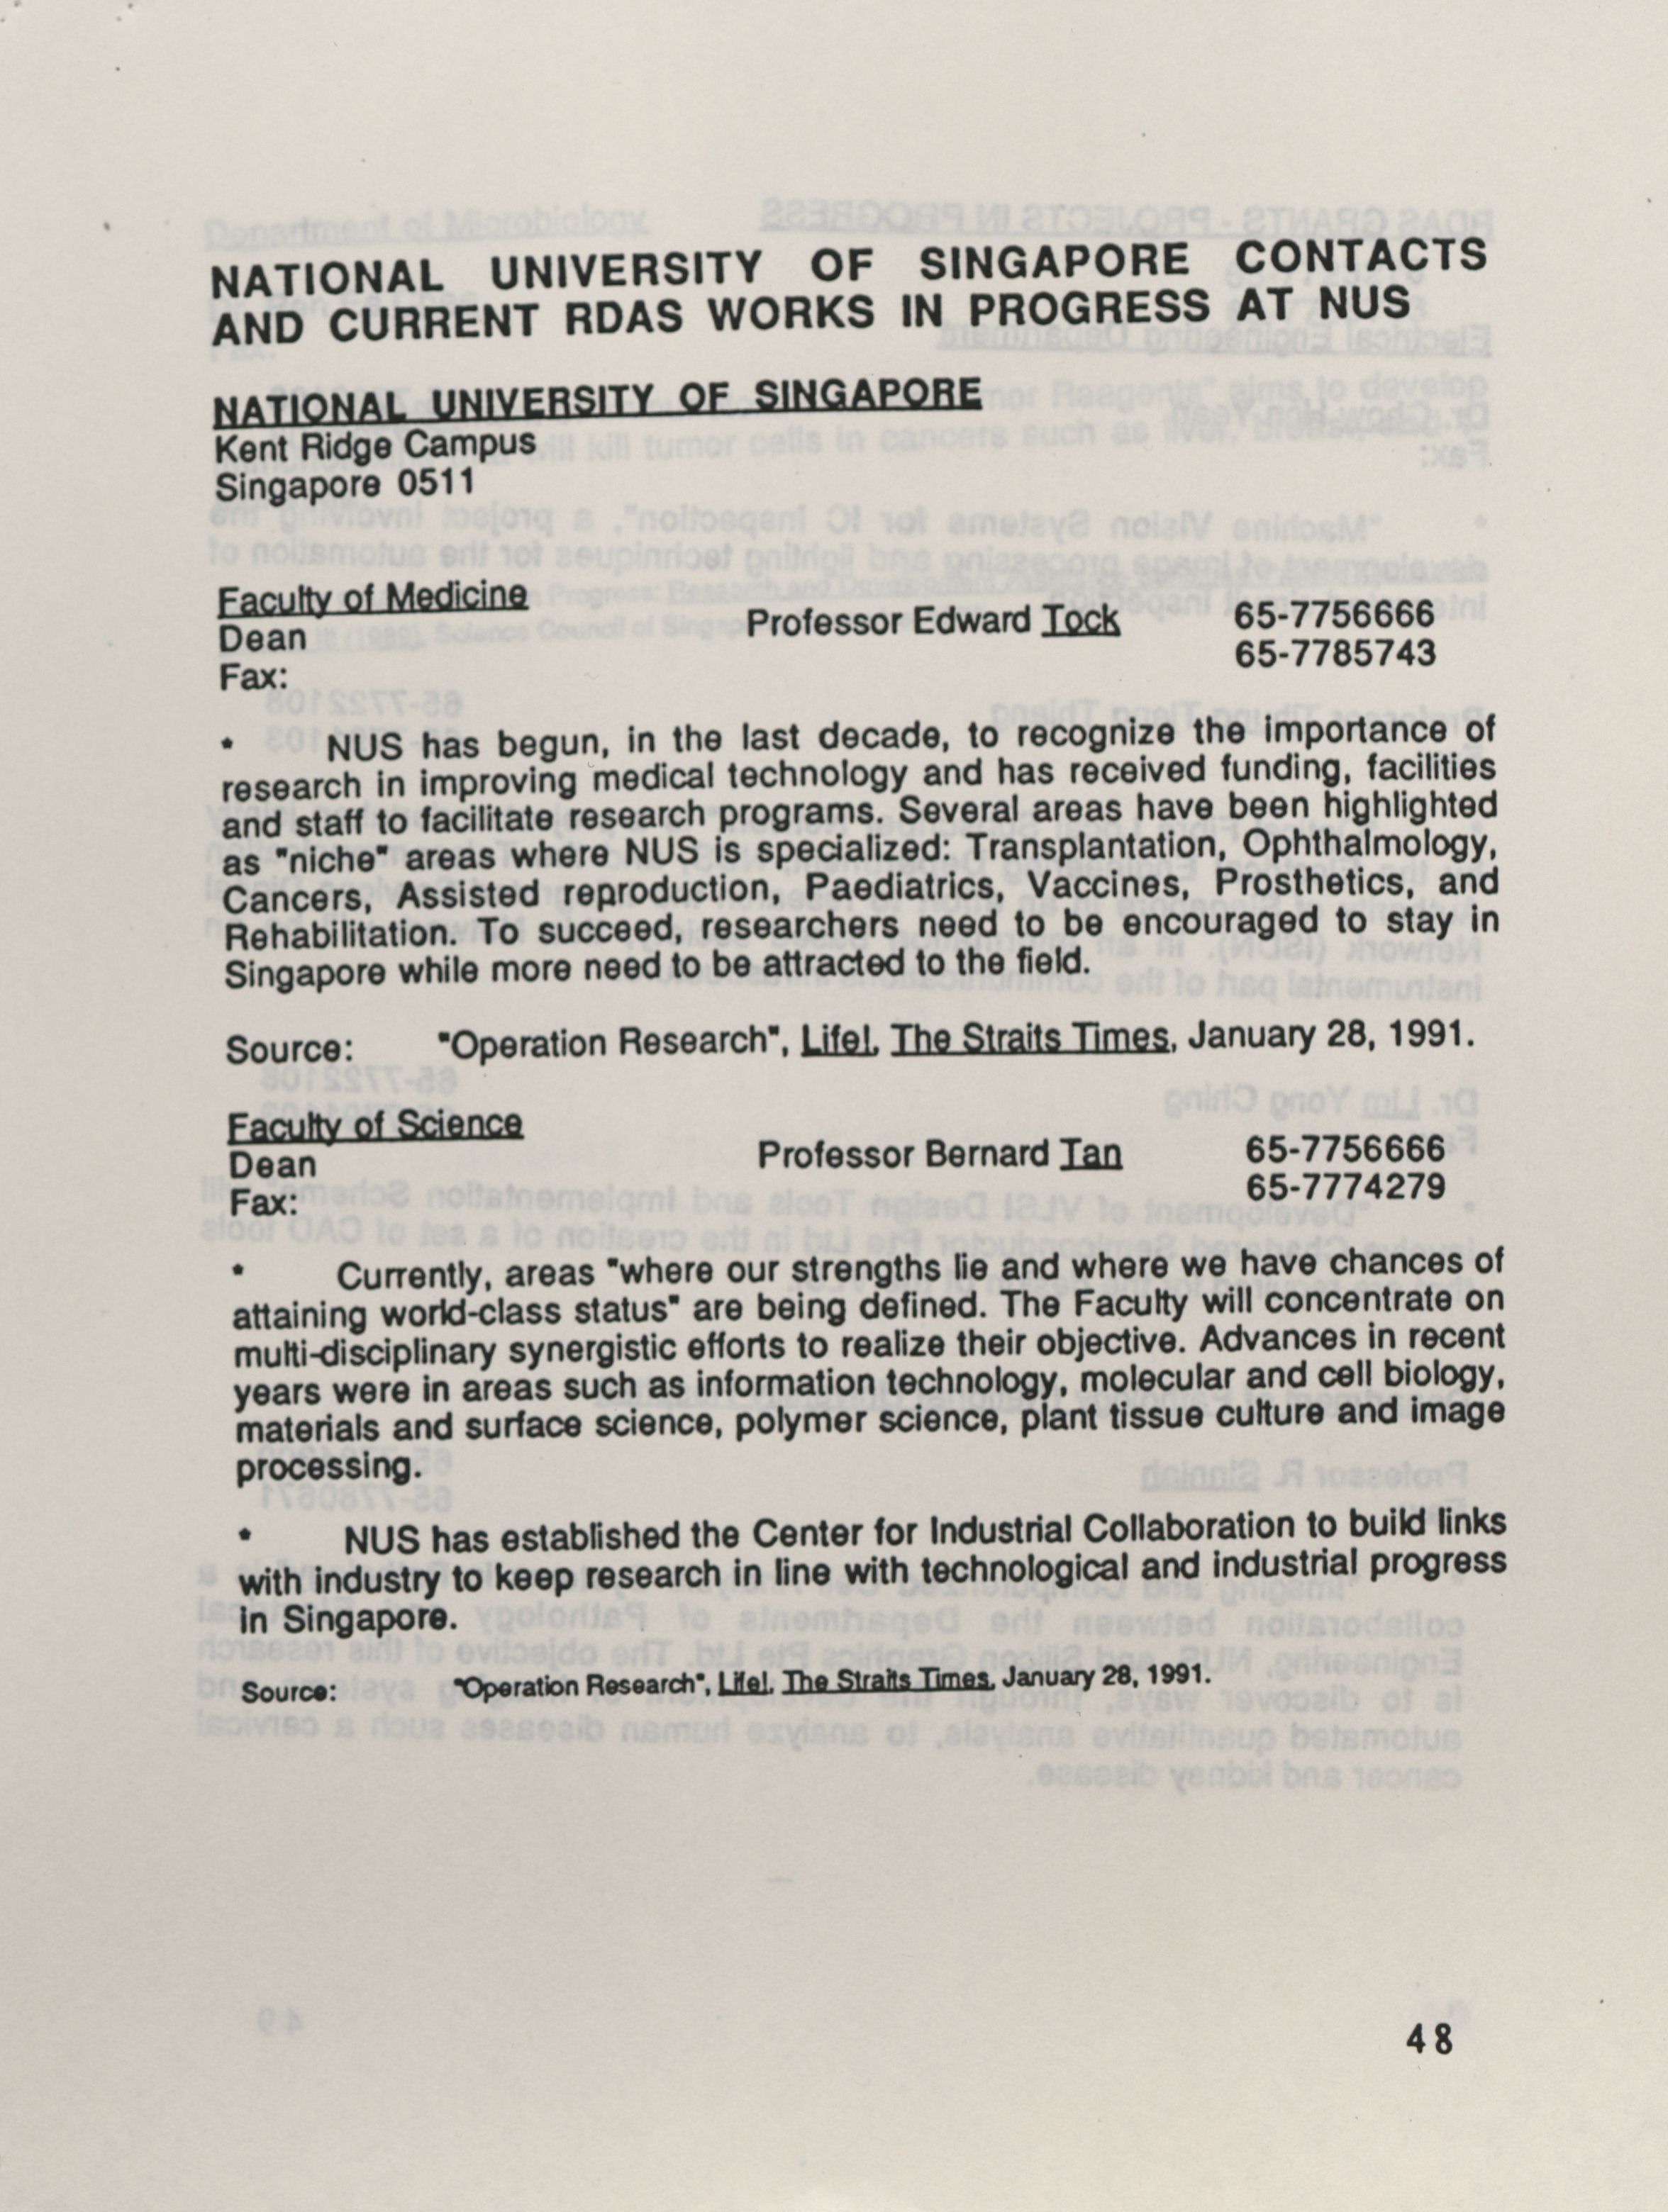 NATIONAL UNIVERSITY OF SINGAPORE CONTACTS
AND CURRENT RDAS WORKS IN PROGRESS AT NUS
NATIONAL UNIVERSITY OF SINGAPORE
Kent Ridge Campus
Singapore 0511
Faculty of Medicine
Dean Professor Edward Tock 65-7756666
Fax: 65-7785743
* NUS has begun, in the last decade, to recognize the importance of
research in improving medical technology and has received funding, facilities
and staff to facilitate research programs. Several areas have been highlighted
as "niche" areas where NUS is specialized: Transplantation, Ophthalmology,
Cancers, Assisted reproduction, Paediatrics, Vaccines, Prosthetics, and
Rehabilitation. To succeed, researchers need to be encouraged to stay in
Singapore while more need to be attracted to the field.
Source: "Operation Research", Life!, The Straits Times, January 28, 1991.
Faculty of Science
Dean Professor Bernard Tan 65-7756666
Fax: 65-7774279
* Currently, areas "where our strengths lie and where we have chances of
attaining world-class status" are being defined. The Faculty will concentrate on
multi-disciplinary synergistic efforts to realize their objective. Advances in recent
years were in areas such as information technology, molecular and cell biology,
materials and surface science, polymer science, plant tissue culture and image
processing.
* NUS has established the Center for Industrial Collaboration to build links
with industry to keep research in line with technological and industrial progress
in Singapore.
Source: "Operation Research", Life!, The Straits Times, January 28, 1991.
48